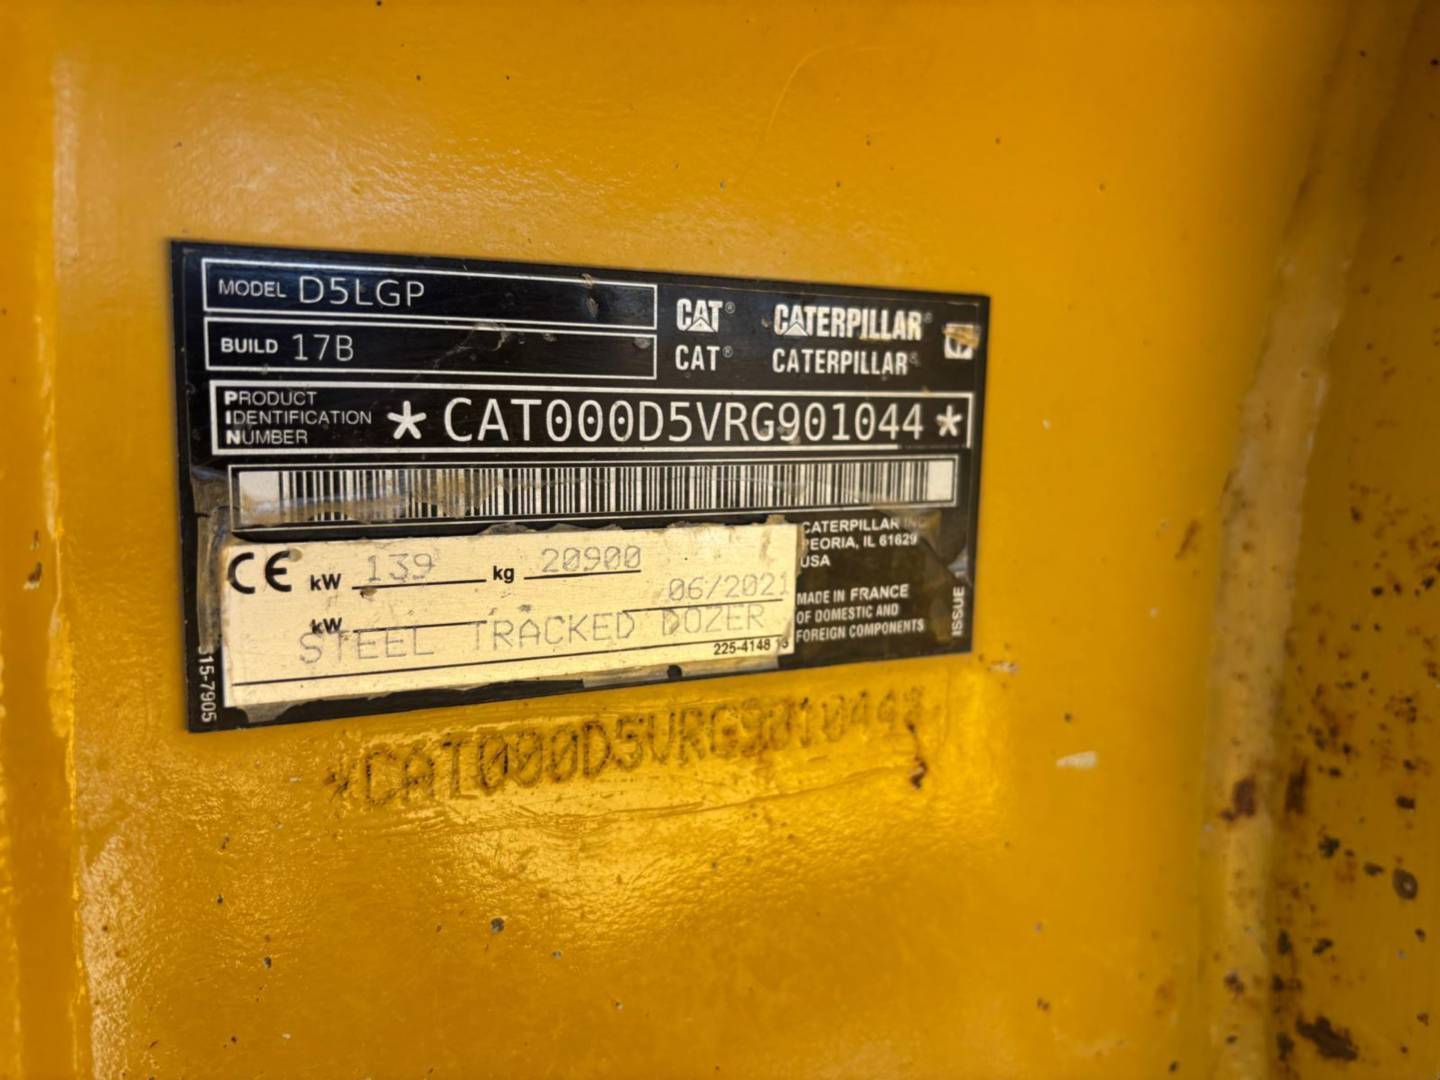 MODEL D5LGP
BUILD 17B
CAT® CATERPILLAR®
CAT® CATERPILLAR®
PRODUCT
IDENTIFICATION
NUMBER
*CAT000D5VRG901044*
CATERPILLAR INC
PEORIA, IL 61629
USA
CE kW 139 kg 20900
06/2021
kW
STEEL TRACKED DOZER
225-4148
MADE IN FRANCE
OF DOMESTIC AND
FOREIGN COMPONENTS
ISSUE 1
315-7905
*CAT000D5VRG901044*